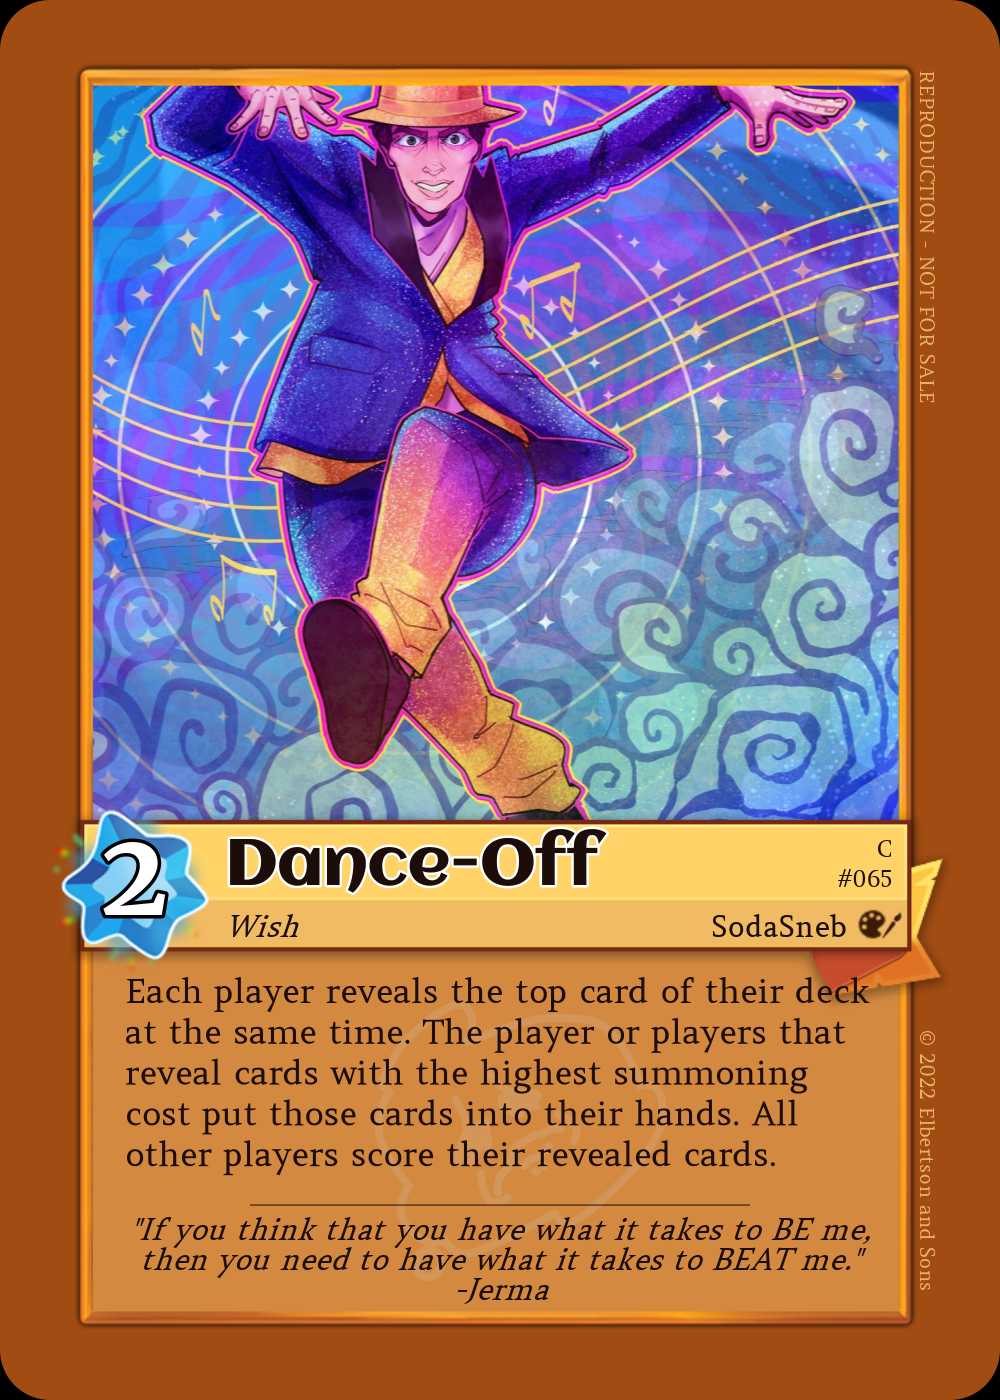 REPRODUCTION - NOT FOR SALE
2
Dance-Off
C
#065
Wish
SodaSneb
Each player reveals the top card of their deck
at the same time. The player or players that
reveal cards with the highest summoning
cost put those cards into their hands. All
other players score their revealed cards.
"If you think that you have what it takes to BE me,
then you need to have what it takes to BEAT me."
-Jerma
© 2022 Elbertson and Sons